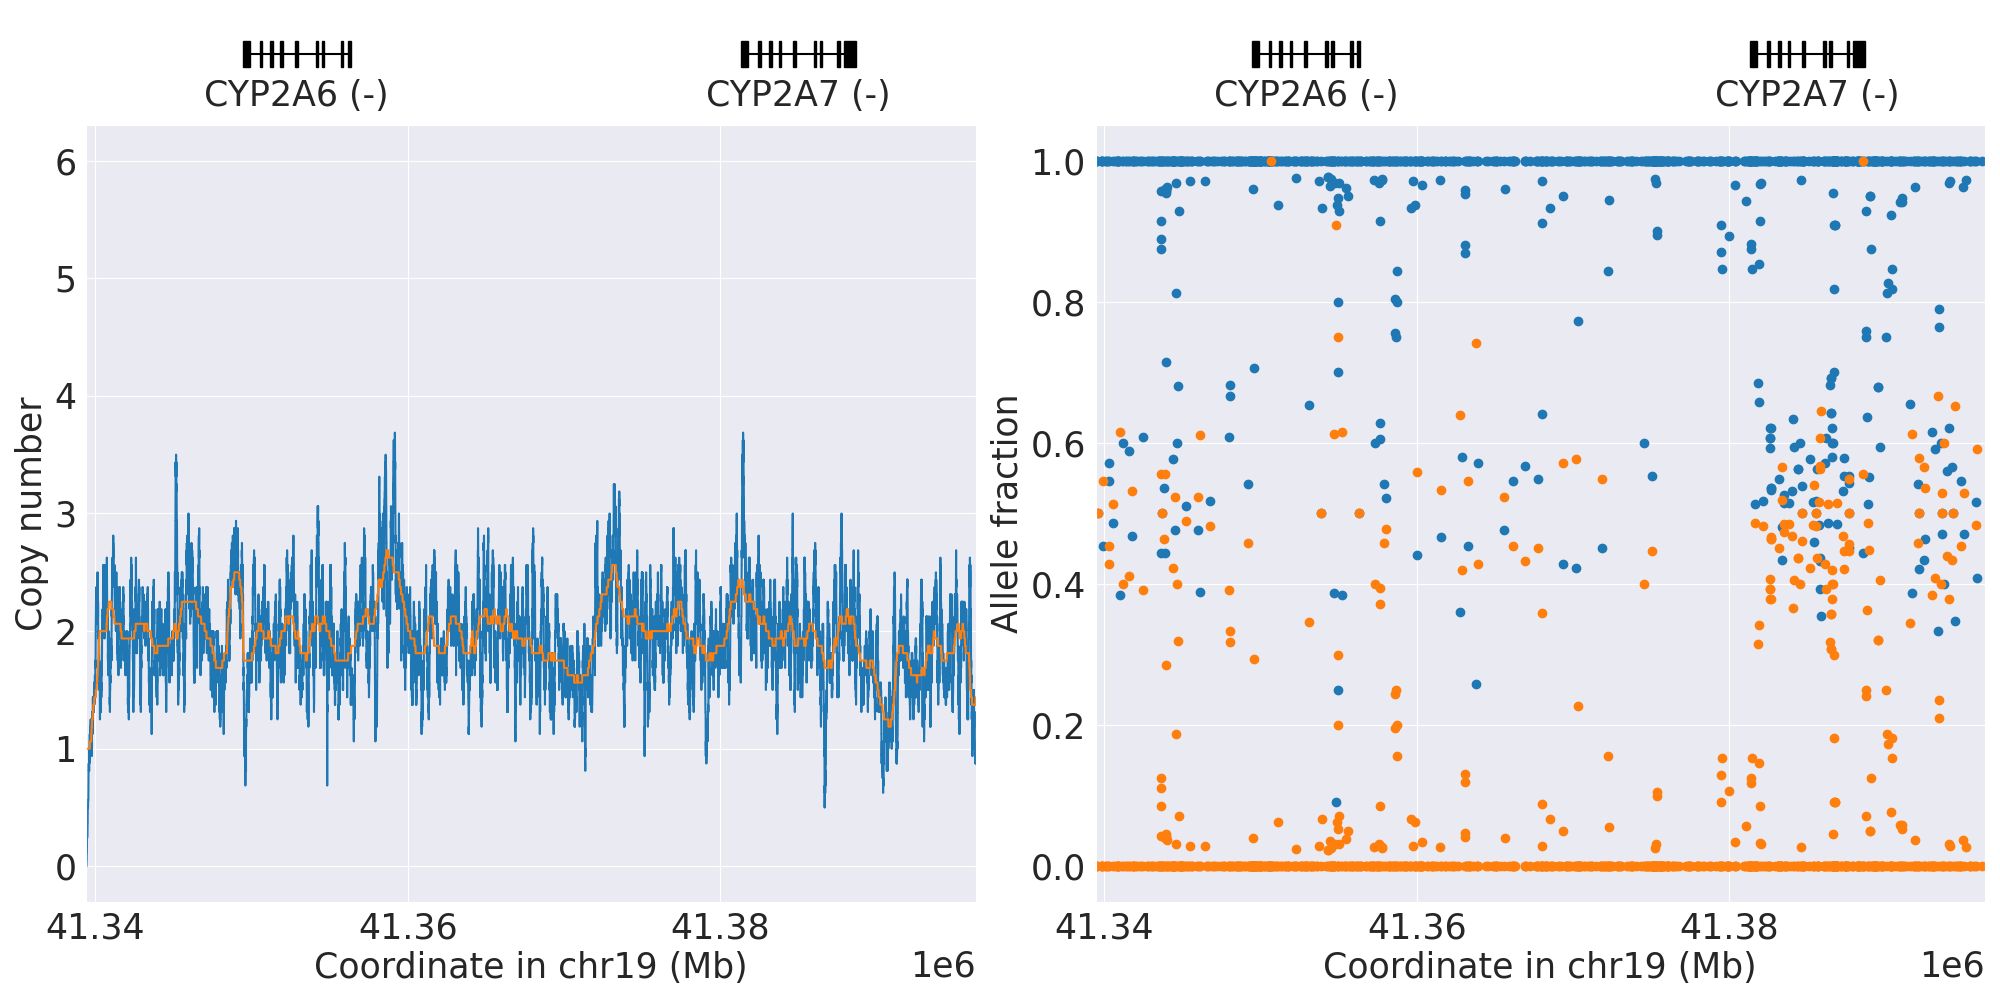 CYP2A6 (-)
CYP2A7 (-)
6
5
4
3
2
1
0
Copy number
41.34
41.36
41.38
Coordinate in chr19 (Mb)
1e6
CYP2A6 (-)
CYP2A7 (-)
1.0
0.8
0.6
0.4
0.2
0.0
Allele fraction
41.34
41.36
41.38
Coordinate in chr19 (Mb)
1e6